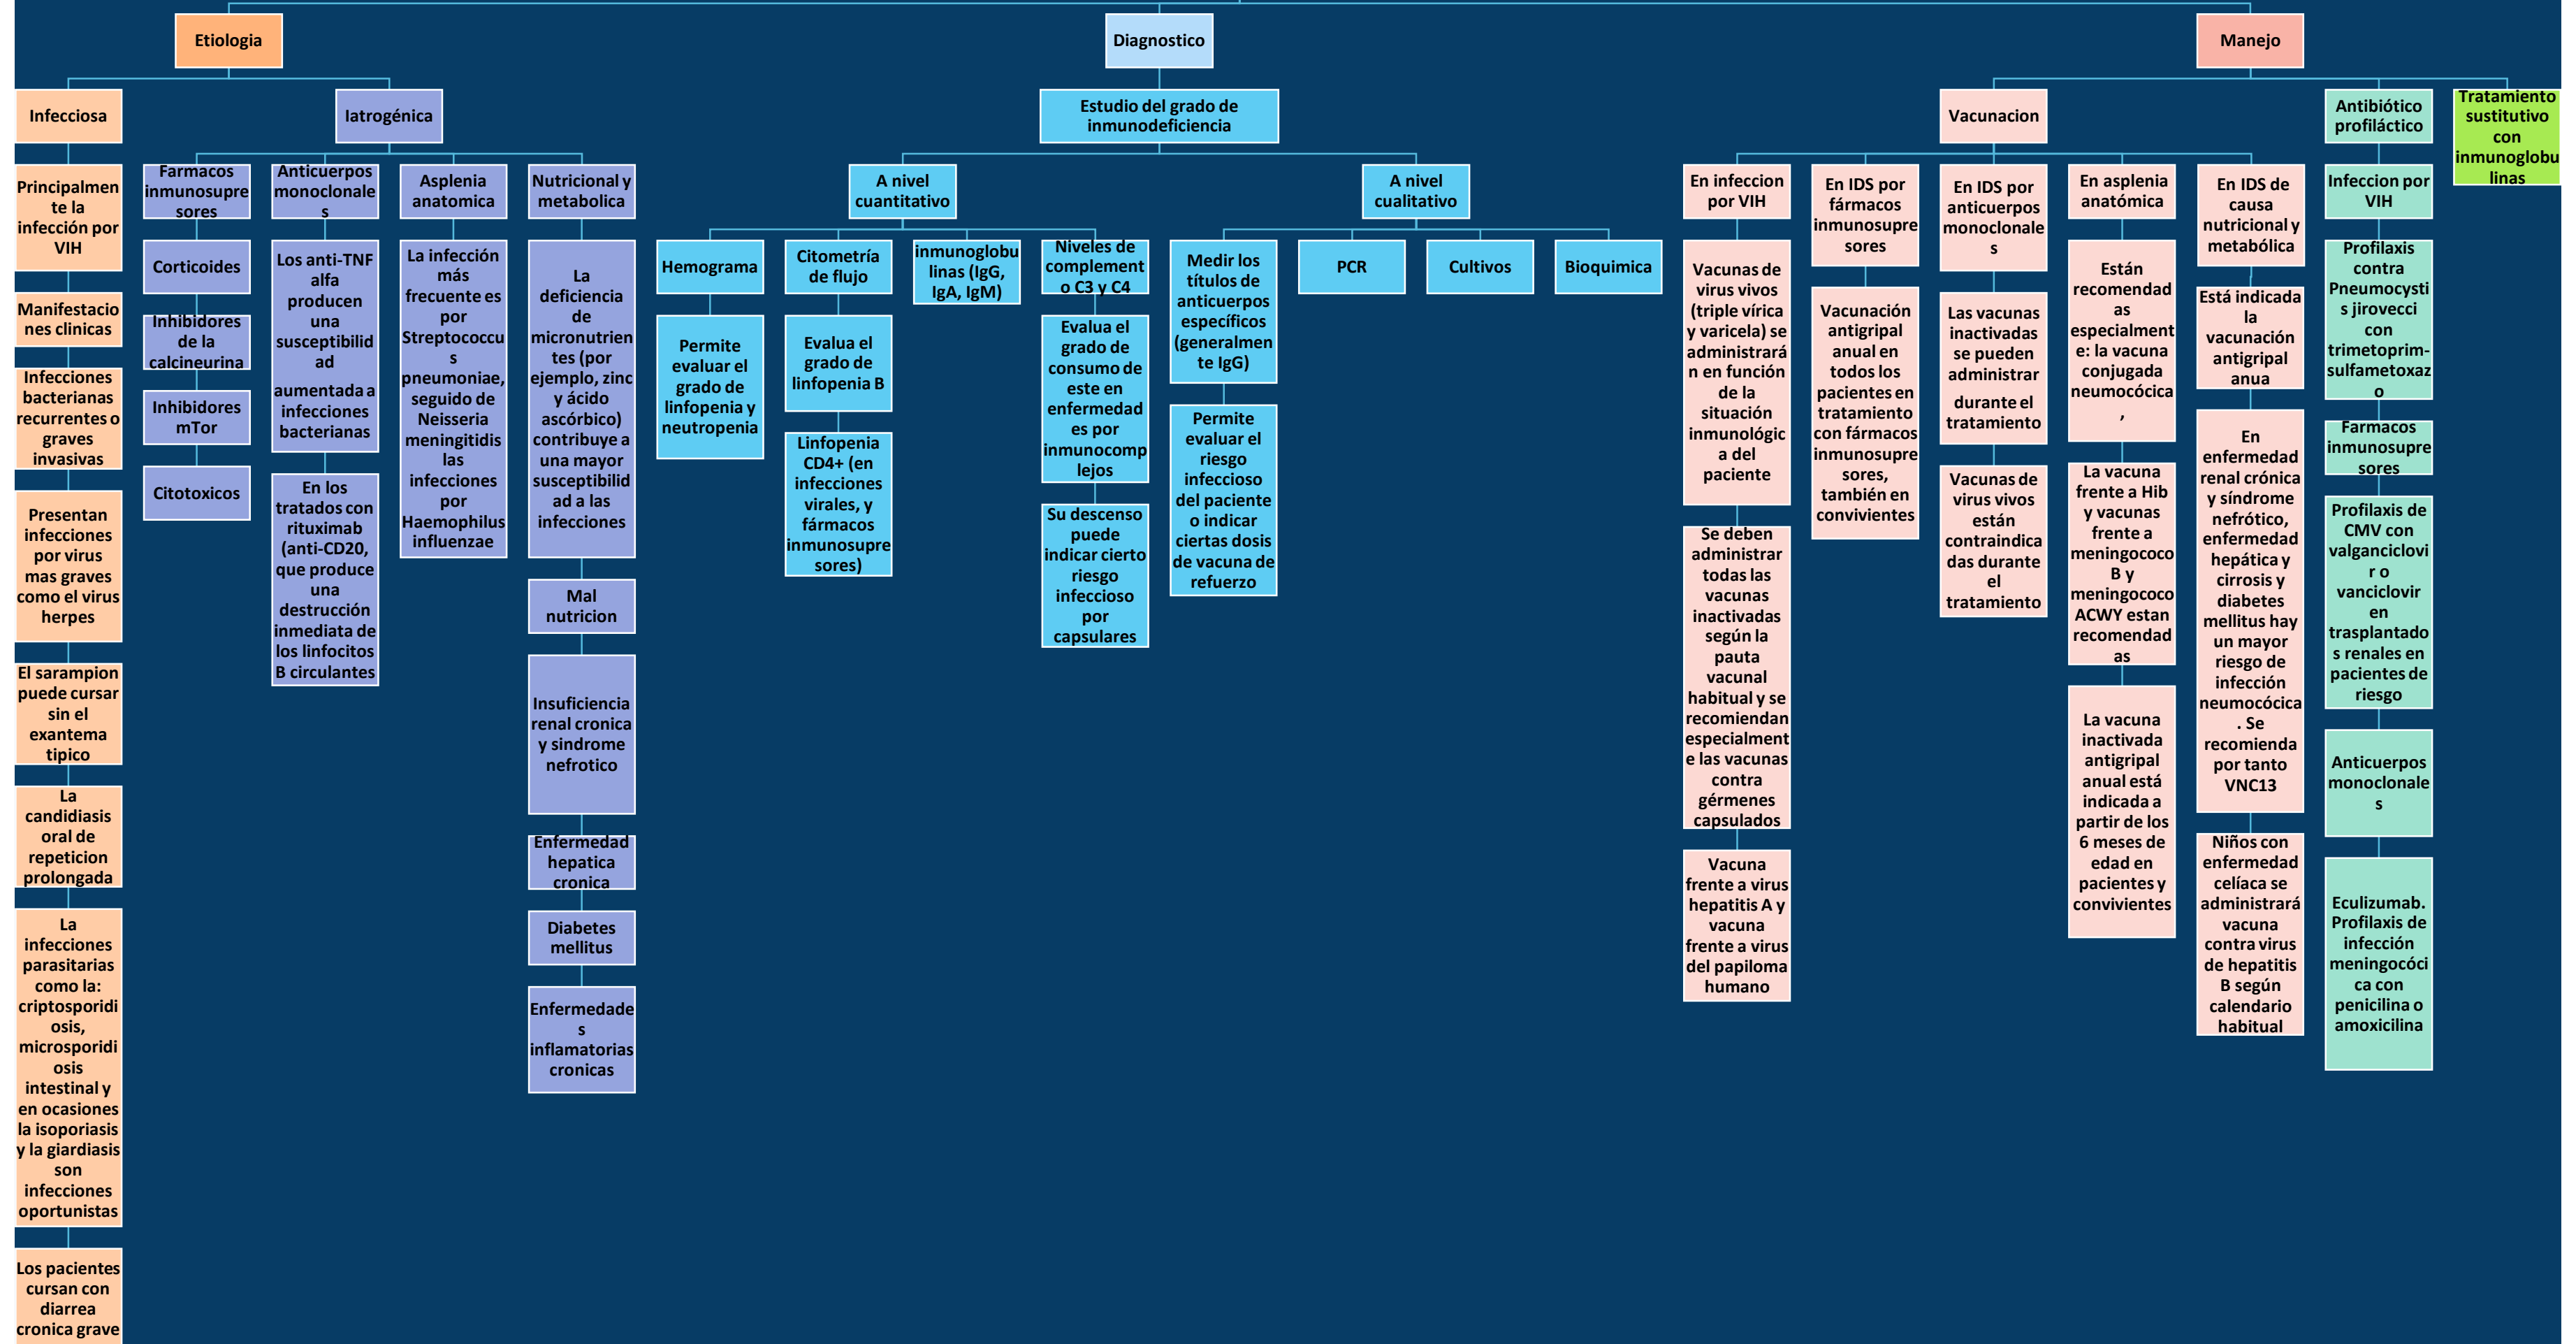 Etiologia
Infecciosa
Principalmen
te la
infección por
VIH
Manifestacio
nes clinicas
Infecciones
bacterianas
recurrentes o
graves
invasivas
Presentan
infecciones
por virus
mas graves
como el virus
herpes
El sarampion
puede cursar
sin el
exantema
tipico
La
candidiasis
oral de
repeticion
prolongada
La
infecciones
parasitarias
como la:
criptosporidi
osis,
microsporidi
osis
intestinal y
en ocasiones
la isoporiasis
y la giardiasis
son
infecciones
oportunistas
Los pacientes
cursan con
diarrea
cronica grave
Iatrogénica
Farmacos
inmunosupre
sores
Corticoides
Inhibidores
de la
calcineurina
Inhibidores
mTor
Citotoxicos
Anticuerpos
monoclonale
s
Los anti-TNF
alfa
producen
una
susceptibilid
ad
aumentada a
infecciones
bacterianas
En los
tratados con
rituximab
(anti-CD20,
que produce
una
destrucción
inmediata de
los linfocitos
B circulantes
Asplenia
anatomica
La infección
más
frecuente es
por
Streptococcu
s
pneumoniae,
seguido de
Neisseria
meningitidis
las
infecciones
por
Haemophilus
influenzae
Nutricional y
metabolica
La
deficiencia
de
micronutrien
tes (por
ejemplo, zinc
y ácido
ascórbico)
contribuye a
una mayor
susceptibilid
ad a las
infecciones
Mal
nutricion
Insuficiencia
renal cronica
y sindrome
nefrotico
Enfermedad
hepatica
cronica
Diabetes
mellitus
Enfermedade
s
inflamatorias
cronicas
Diagnostico
Estudio del grado de
inmunodeficiencia
A nivel
cuantitativo
Hemograma
Permite
evaluar el
grado de
linfopenia y
neutropenia
Citometría
de flujo
Evalua el
grado de
linfopenia B
Linfopenia
CD4+ (en
infecciones
virales, y
fármacos
inmunosupre
sores)
inmunoglobu
linas (IgG,
IgA, IgM)
Niveles de
complement
o C3 y C4
Evalua el
grado de
consumo de
este en
enfermedad
es por
inmunocomp
lejos
Su descenso
puede
indicar cierto
riesgo
infeccioso
por
capsulares
A nivel
cualitativo
Medir los
títulos de
anticuerpos
específicos
(generalmen
te IgG)
Permite
evaluar el
riesgo
infeccioso
del paciente
o indicar
ciertas dosis
de vacuna de
refuerzo
PCR
Cultivos
Bioquimica
Manejo
Vacunacion
En infeccion
por VIH
Vacunas de
virus vivos
(triple vírica
y varicela) se
administrará
n en función
de la
situación
inmunológic
a del
paciente
Se deben
administrar
todas las
vacunas
inactivadas
según la
pauta
vacunal
habitual y se
recomiendan
especialment
e las vacunas
contra
gérmenes
capsulados
Vacuna
frente a virus
hepatitis A y
vacuna
frente a virus
del papiloma
humano
En IDS por
fármacos
inmunosupre
sores
Vacunación
antigripal
anual en
todos los
pacientes en
tratamiento
con fármacos
inmunosupre
sores,
también en
convivientes
En IDS por
anticuerpos
monoclonale
s
Las vacunas
inactivadas
se pueden
administrar
durante el
tratamiento
Vacunas de
virus vivos
están
contraindica
das durante
el
tratamiento
En asplenia
anatómica
Están
recomendad
as
especialment
e: la vacuna
conjugada
neumocócica
,
La vacuna
frente a Hib
y vacunas
frente a
meningococo
B y
meningococo
ACWY estan
recomendad
as
La vacuna
inactivada
antigripal
anual está
indicada a
partir de los
6 meses de
edad en
pacientes y
convivientes
En IDS de
causa
nutricional y
metabólica
Está indicada
la
vacunación
antigripal
anua
En
enfermedad
renal crónica
y síndrome
nefrótico,
enfermedad
hepática y
cirrosis y
diabetes
mellitus hay
un mayor
riesgo de
infección
neumocócica
. Se
recomienda
por tanto
VNC13
Niños con
enfermedad
celíaca se
administrará
vacuna
contra virus
de hepatitis
B según
calendario
habitual
Antibiótico
profiláctico
Infeccion por
VIH
Profilaxis
contra
Pneumocysti
s jirovecci
con
trimetoprim-
sulfametoxaz
o
Farmacos
inmunosupre
sores
Profilaxis de
CMV con
valganciclovi
r o
vanciclovir
en
trasplantado
s renales en
pacientes de
riesgo
Anticuerpos
monoclonale
s
Eculizumab.
Profilaxis de
infección
meningocóci
ca con
penicilina o
amoxicilina
Tratamiento
sustitutivo
con
inmunoglobu
linas